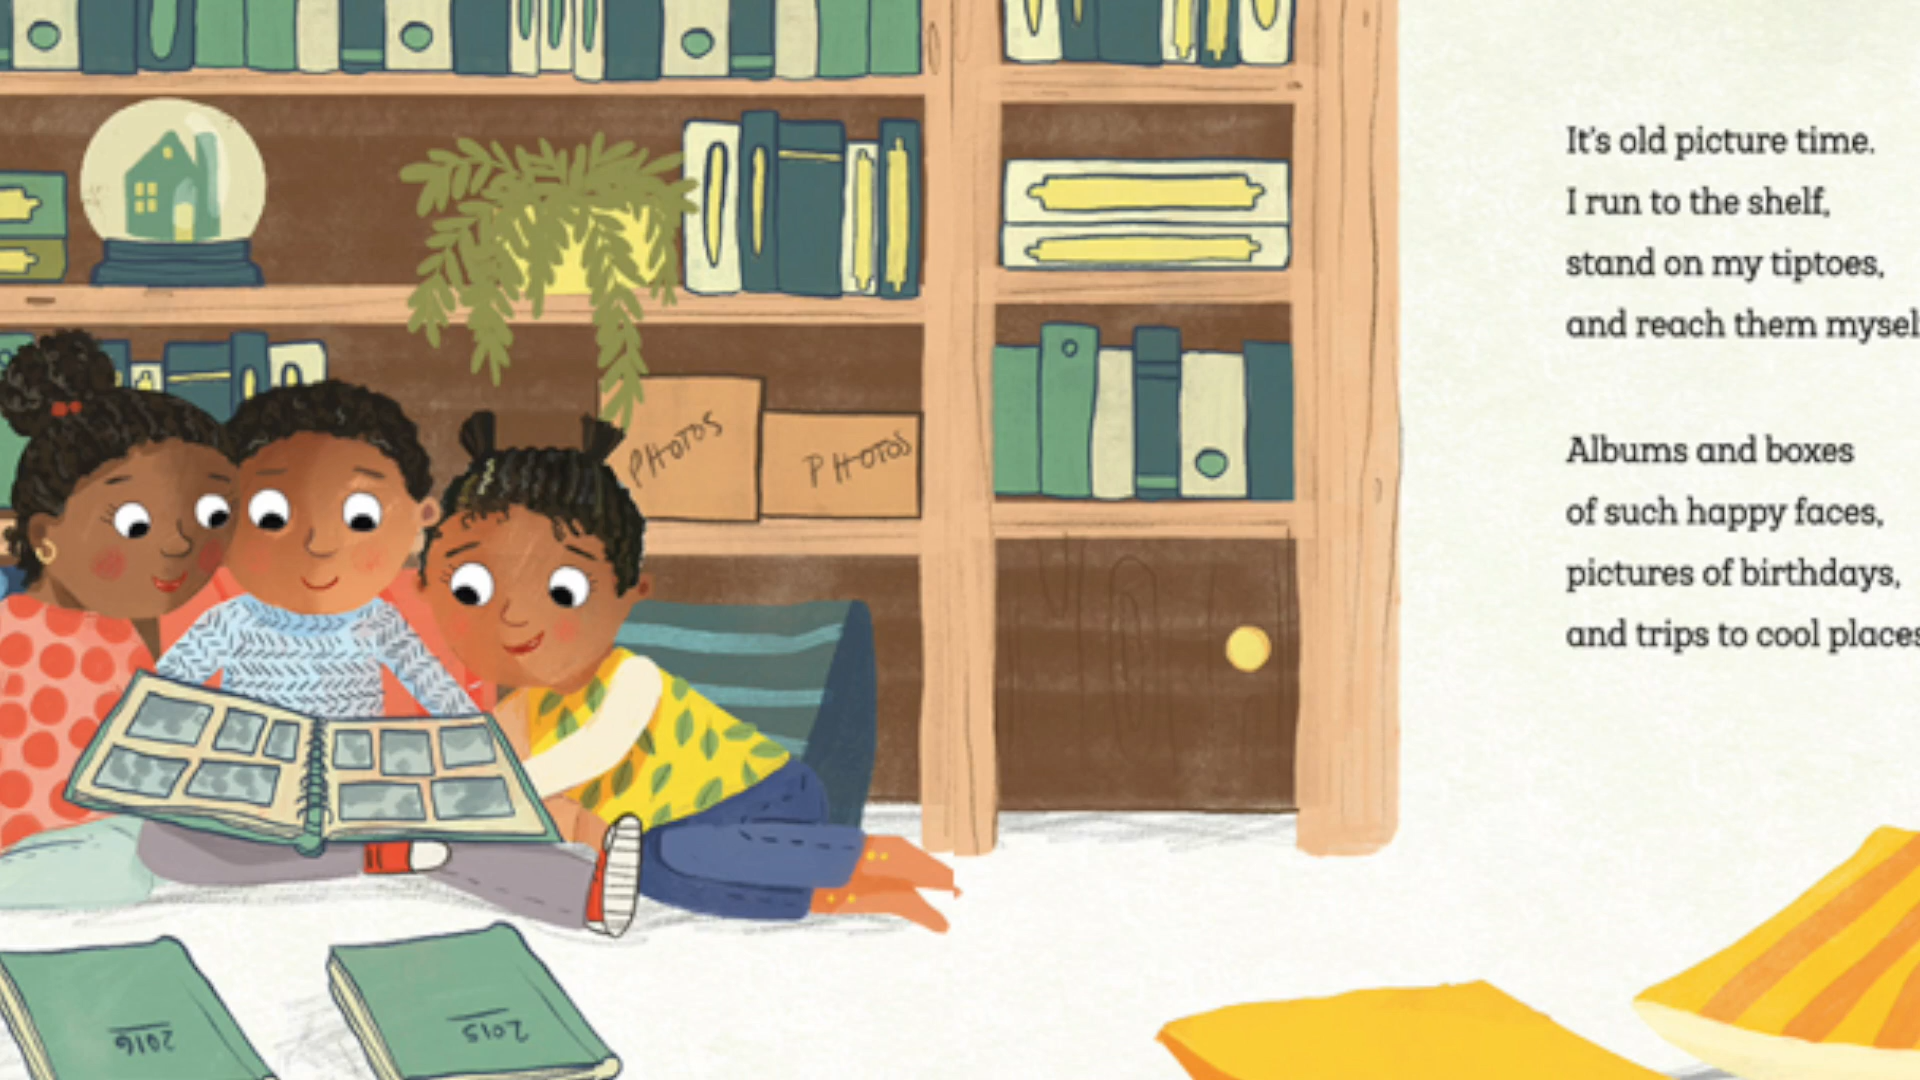 PHOTOS
PHOTOS
2016
2015
It's old picture time.
I run to the shelf,
stand on my tiptoes,
and reach them mysel
Albums and boxes
of such happy faces,
pictures of birthdays,
and trips to cool places